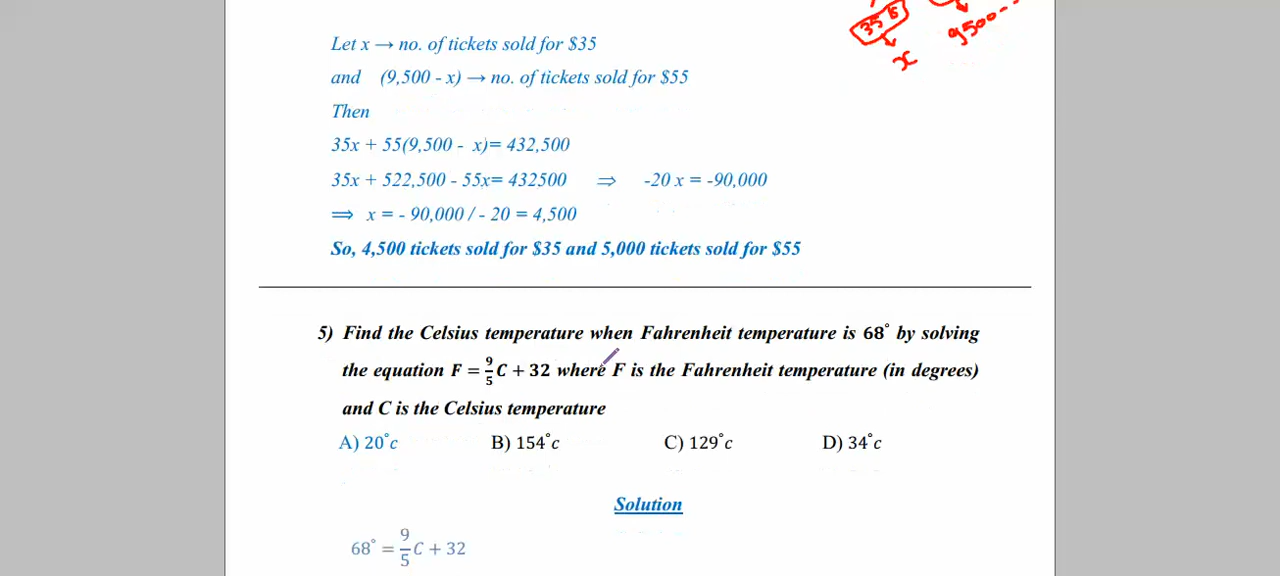 35 $
9500 -
x
Let x → no. of tickets sold for $35
and (9,500 - x) → no. of tickets sold for $55
Then
35x + 55(9,500 - x)= 432,500
35x + 522,500 - 55x= 432500 ⇒ -20 x = -90,000
⟹ x = - 90,000 / - 20 = 4,500
So, 4,500 tickets sold for $35 and 5,000 tickets sold for $55
5) Find the Celsius temperature when Fahrenheit temperature is 68° by solving
the equation F = 9/5 C + 32 where F is the Fahrenheit temperature (in degrees)
and C is the Celsius temperature
A) 20°c B) 154°c C) 129°c D) 34°c
Solution
68° = 9/5 C + 32